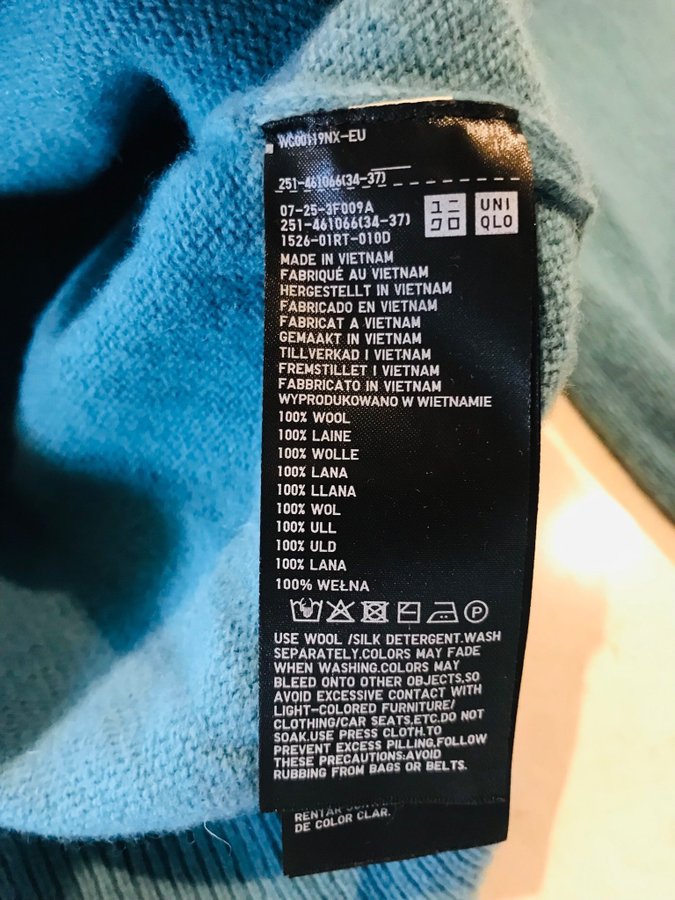 WG00119NX-EU
251-461066(34-37)
07-25-3F009A
251-461066(34-37)
1526-01RT-010D
ユニ
クロ
UNI
QLO
MADE IN VIETNAM
FABRIQUÉ AU VIETNAM
HERGESTELLT IN VIETNAM
FABRICADO EN VIETNAM
FABRICAT A VIETNAM
GEMAAKT IN VIETNAM
TILLVERKAD I VIETNAM
FREMSTILLET I VIETNAM
FABBRICATO IN VIETNAM
WYPRODUKOWANO W WIETNAMIE
100% WOOL
100% LAINE
100% WOLLE
100% LANA
100% LLANA
100% WOL
100% ULL
100% ULD
100% LANA
100% WEŁNA
P
USE WOOL /SILK DETERGENT.WASH
SEPARATELY.COLORS MAY FADE
WHEN WASHING.COLORS MAY
BLEED ONTO OTHER OBJECTS,SO
AVOID EXCESSIVE CONTACT WITH
LIGHT-COLORED FURNITURE/
CLOTHING/CAR SEATS,ETC.DO NOT
SOAK.USE PRESS CLOTH.TO
PREVENT EXCESS PILLING,FOLLOW
THESE PRECAUTIONS:AVOID
RUBBING FROM BAGS OR BELTS.
RENTAR
DE COLOR CLAR.